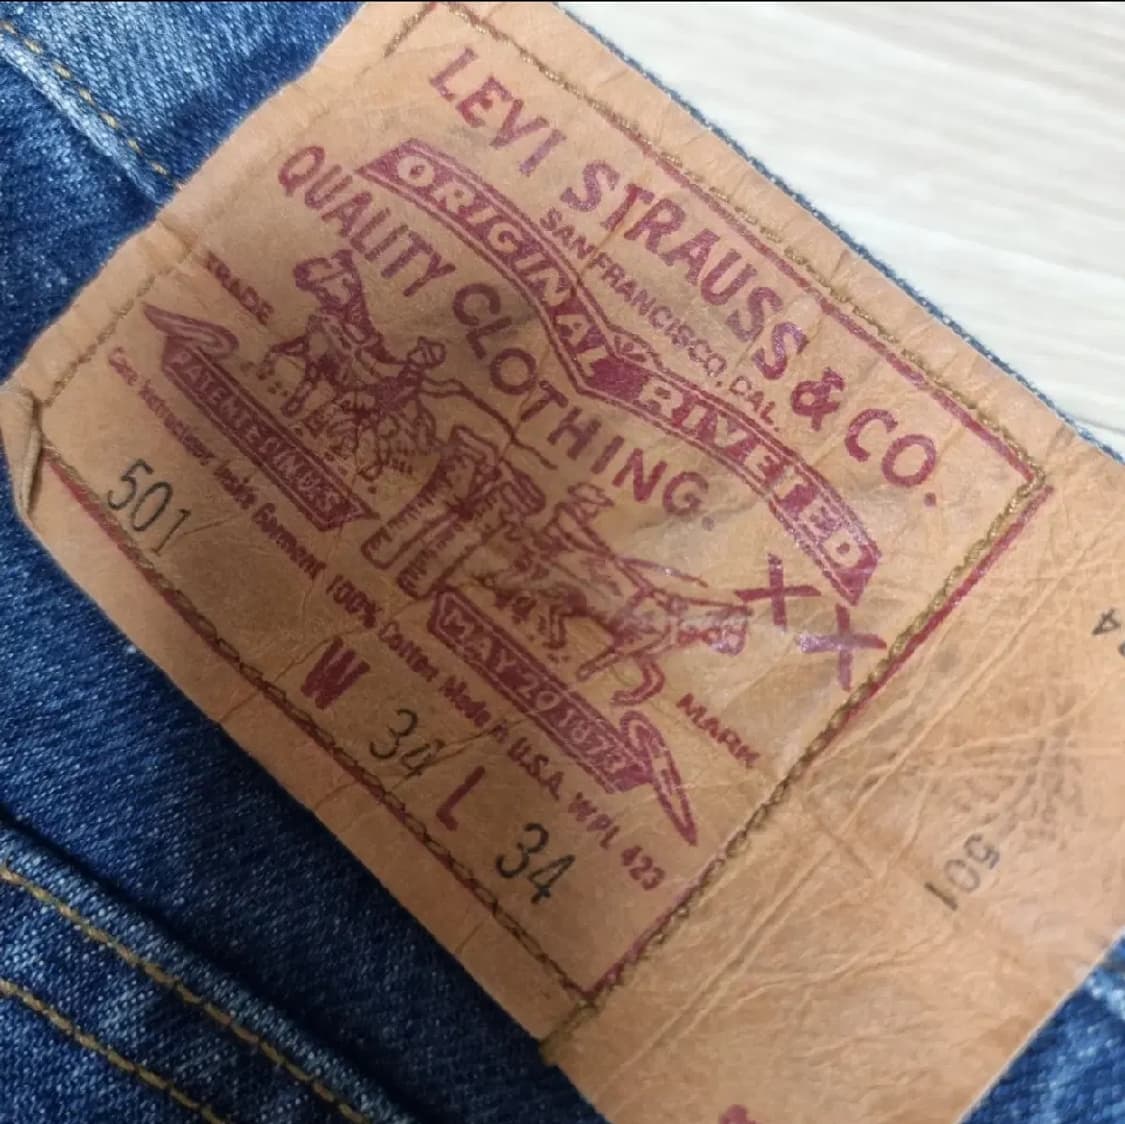 LEVI STRAUSS & CO.
SAN FRANCISCO, CAL.
ORIGINAL RIVETED
QUALITY CLOTHING.
XX
TRADE
MARK
PATENTED IN U.S.
MAY 20 1873
Care Instructions Inside Garment 100% Cotton Made in U.S.A. WPL 423
501
W 34 L 34
501